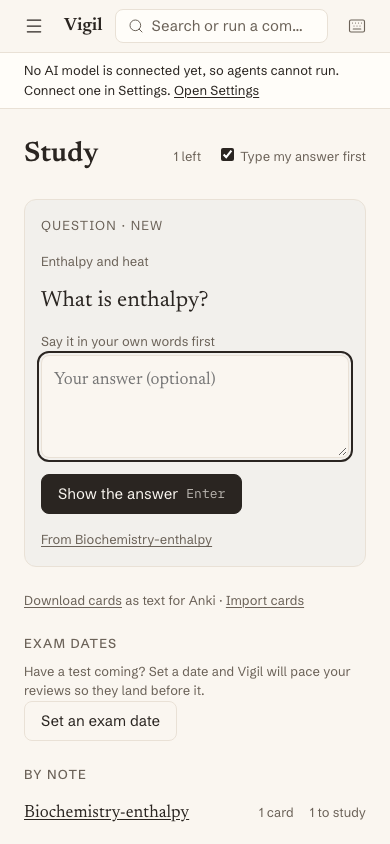 Vigil
Search or run a com...
No AI model is connected yet, so agents cannot run.
Connect one in Settings. Open Settings
Study
1 left
Type my answer first
QUESTION · NEW
Enthalpy and heat
What is enthalpy?
Say it in your own words first
Your answer (optional)
Show the answer Enter
From Biochemistry-enthalpy
Download cards as text for Anki · Import cards
EXAM DATES
Have a test coming? Set a date and Vigil will pace your
reviews so they land before it.
Set an exam date
BY NOTE
Biochemistry-enthalpy 1 card 1 to study